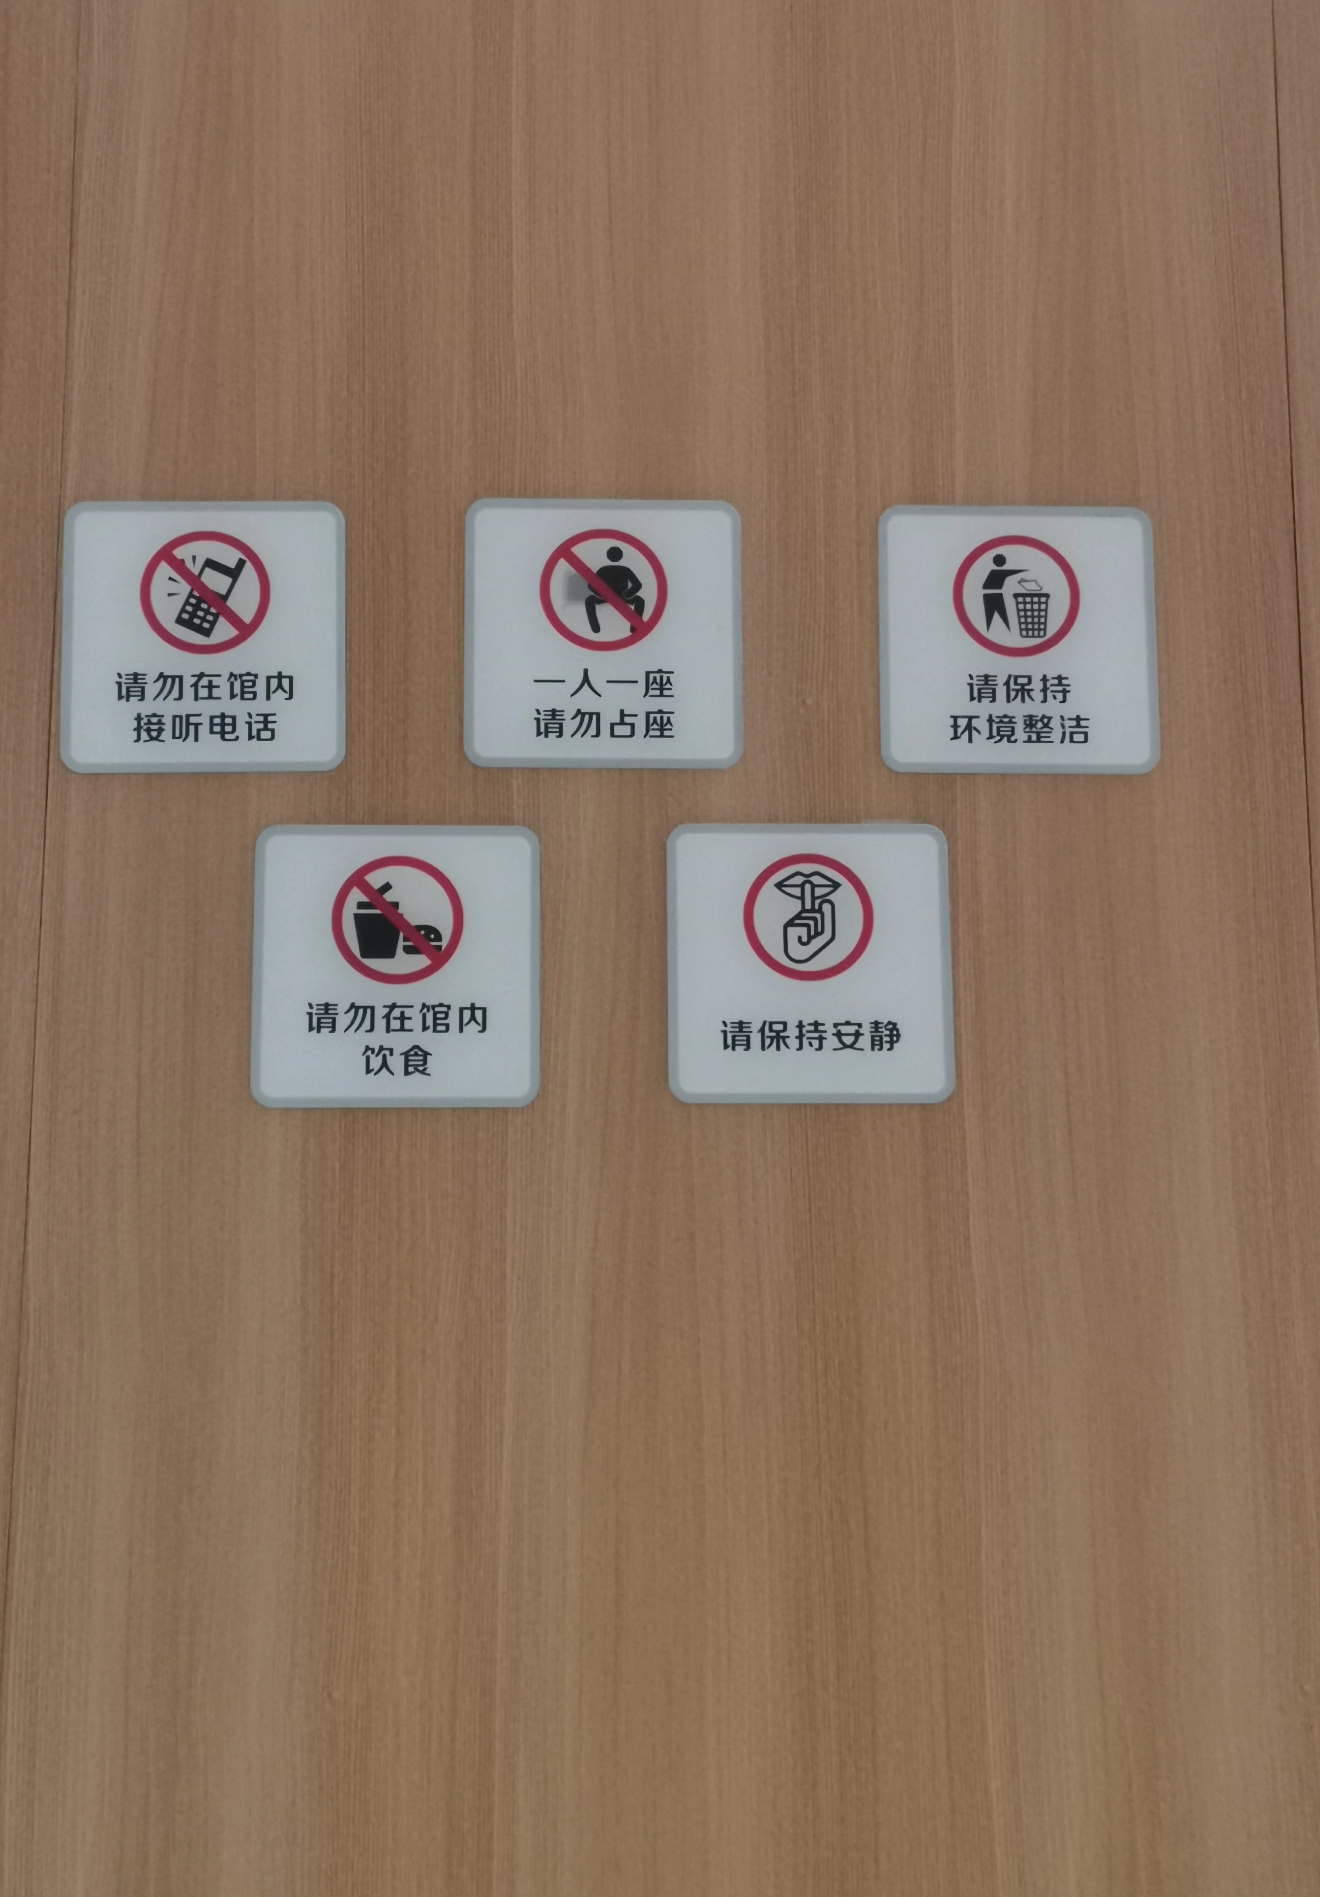 请勿在馆内
接听电话
一人一座
请勿占座
请保持
环境整洁
请勿在馆内
饮食
请保持安静